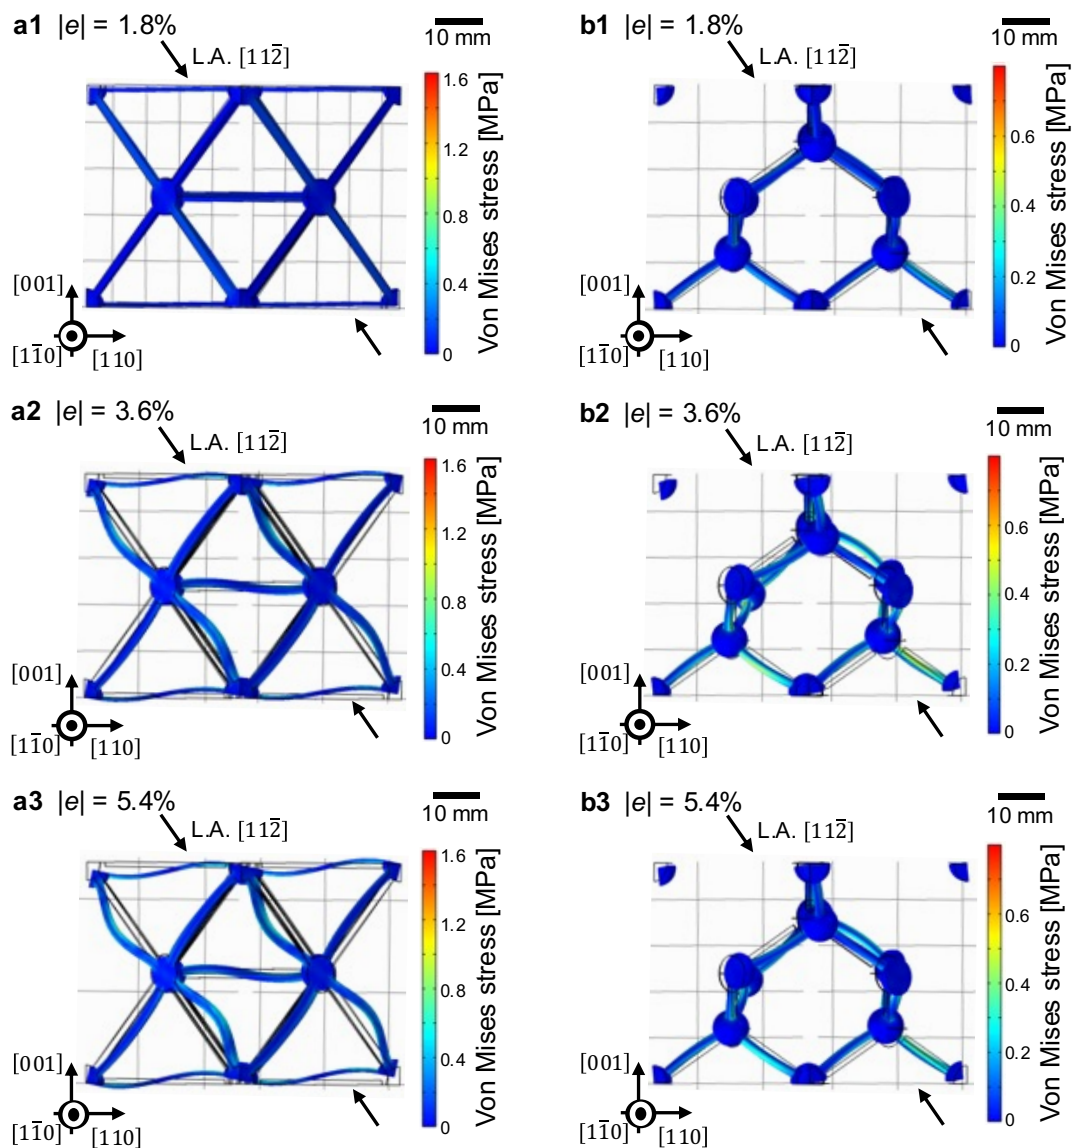 a1 |e| = 1.8%
L.A. [112̅]
10 mm
1.6
1.2
0.8
0.4
0
Von Mises stress [MPa]
[001]
[11̅0]
[110]
b1 |e| = 1.8%
L.A. [112̅]
10 mm
0.6
0.4
0.2
0
Von Mises stress [MPa]
[001]
[11̅0]
[110]
a2 |e| = 3.6%
L.A. [112̅]
10 mm
1.6
1.2
0.8
0.4
0
Von Mises stress [MPa]
[001]
[11̅0]
[110]
b2 |e| = 3.6%
L.A. [112̅]
10 mm
0.6
0.4
0.2
0
Von Mises stress [MPa]
[001]
[11̅0]
[110]
a3 |e| = 5.4%
L.A. [112̅]
10 mm
1.6
1.2
0.8
0.4
0
Von Mises stress [MPa]
[001]
[11̅0]
[110]
b3 |e| = 5.4%
L.A. [112̅]
10 mm
0.6
0.4
0.2
0
Von Mises stress [MPa]
[001]
[11̅0]
[110]